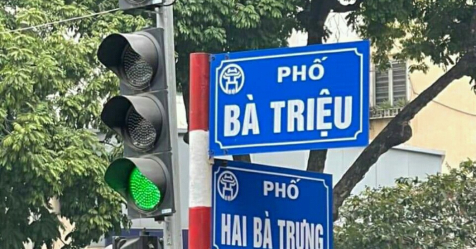 PHỐ
BÀ TRIỆU
PHỐ
HAI BÀ TRƯNG